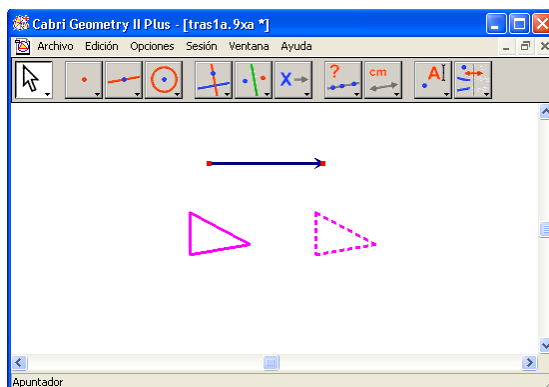 Cabri Geometry II Plus - [tras1a.9xa *]
Archivo Edición Opciones Sesión Ventana Ayuda
X ? cm A
Apuntador